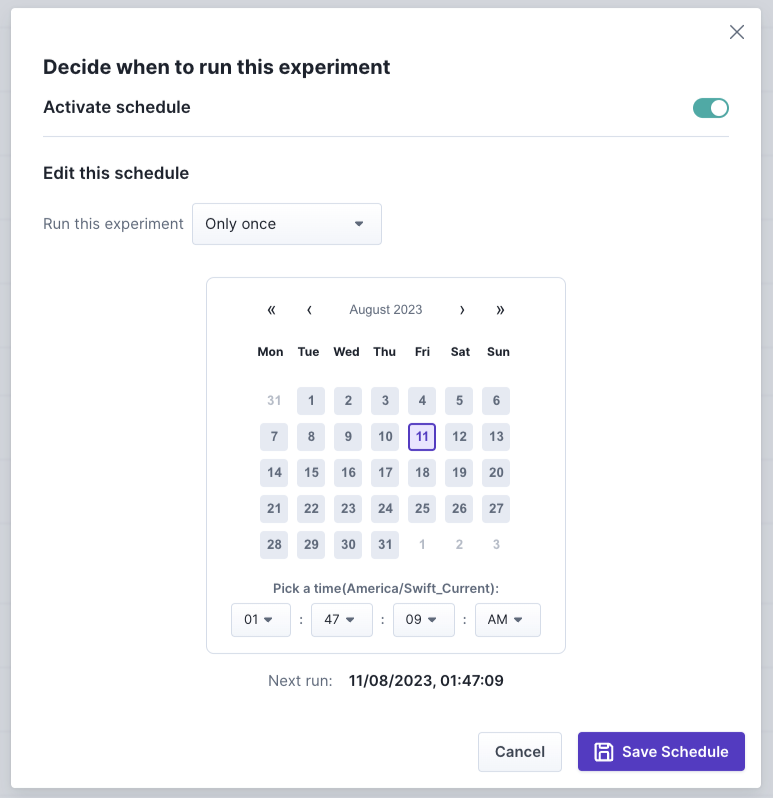 Decide when to run this experiment
Activate schedule
Edit this schedule
Run this experiment Only once
« ‹ August 2023 › »
Mon Tue Wed Thu Fri Sat Sun
31 1 2 3 4 5 6
7 8 9 10 11 12 13
14 15 16 17 18 19 20
21 22 23 24 25 26 27
28 29 30 31 1 2 3
Pick a time(America/Swift_Current):
01 : 47 : 09 : AM
Next run: 11/08/2023, 01:47:09
Cancel Save Schedule